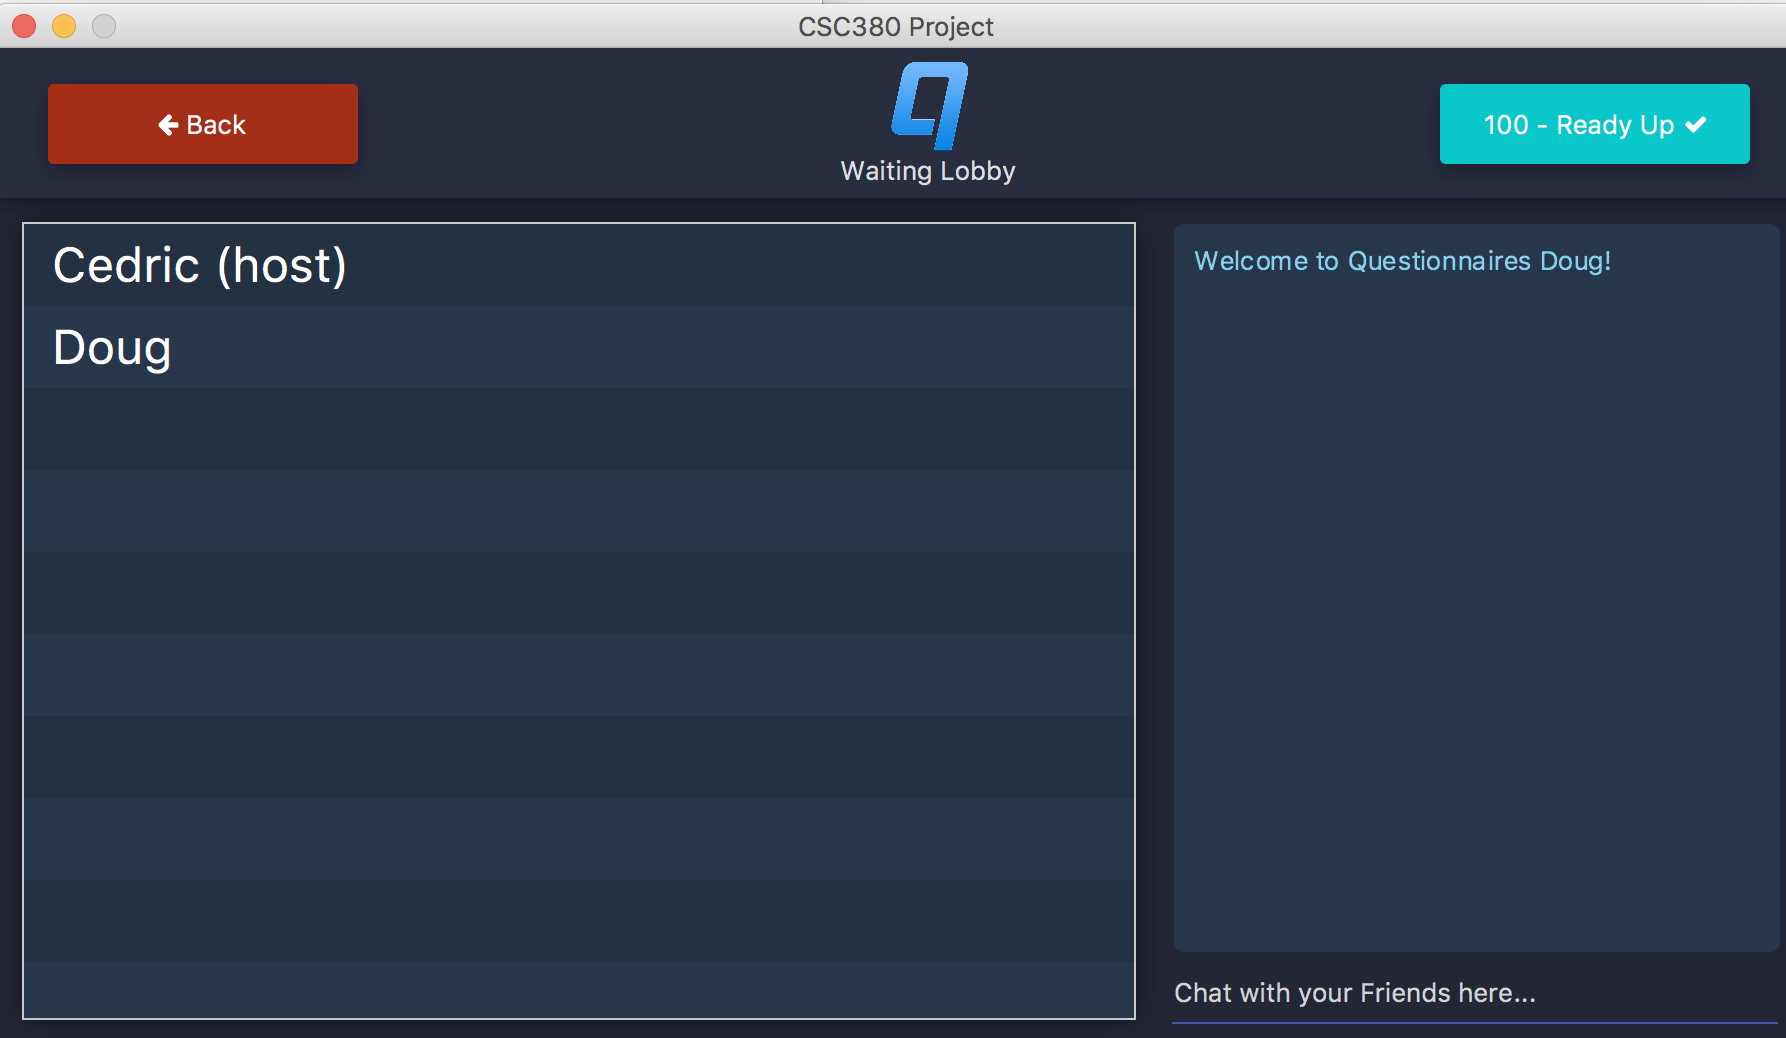 CSC380 Project
Back
Waiting Lobby
100 - Ready Up
Cedric (host)
Doug
Welcome to Questionnaires Doug!
Chat with your Friends here...